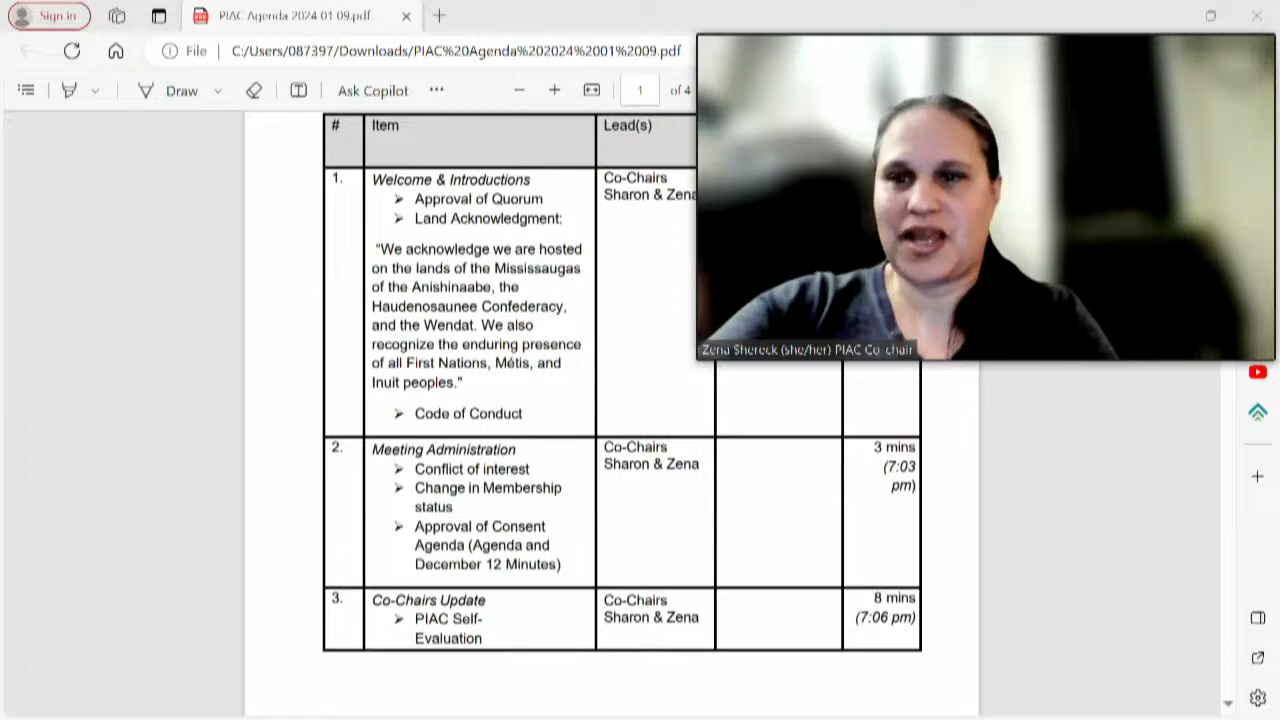 Sign in
PIAC Agenda 2024 01 09.pdf
File
C:/Users/087397/Downloads/PIAC%20Agenda%202024%2001%2009.pdf
Draw
Ask Copilot
1
of 4
#
Item
Lead(s)
1.
Welcome & Introductions
Approval of Quorum
Land Acknowledgment:
"We acknowledge we are hosted
on the lands of the Mississaugas
of the Anishinaabe, the
Haudenosaunee Confederacy,
and the Wendat. We also
recognize the enduring presence
of all First Nations, Métis, and
Inuit peoples."
Code of Conduct
Co-Chairs
Sharon & Zena
Zena Shereck (she/her) PIAC Co-chair
2.
Meeting Administration
Conflict of interest
Change in Membership
status
Approval of Consent
Agenda (Agenda and
December 12 Minutes)
Co-Chairs
Sharon & Zena
3 mins
(7:03
pm)
3.
Co-Chairs Update
PIAC Self-
Evaluation
Co-Chairs
Sharon & Zena
8 mins
(7:06 pm)